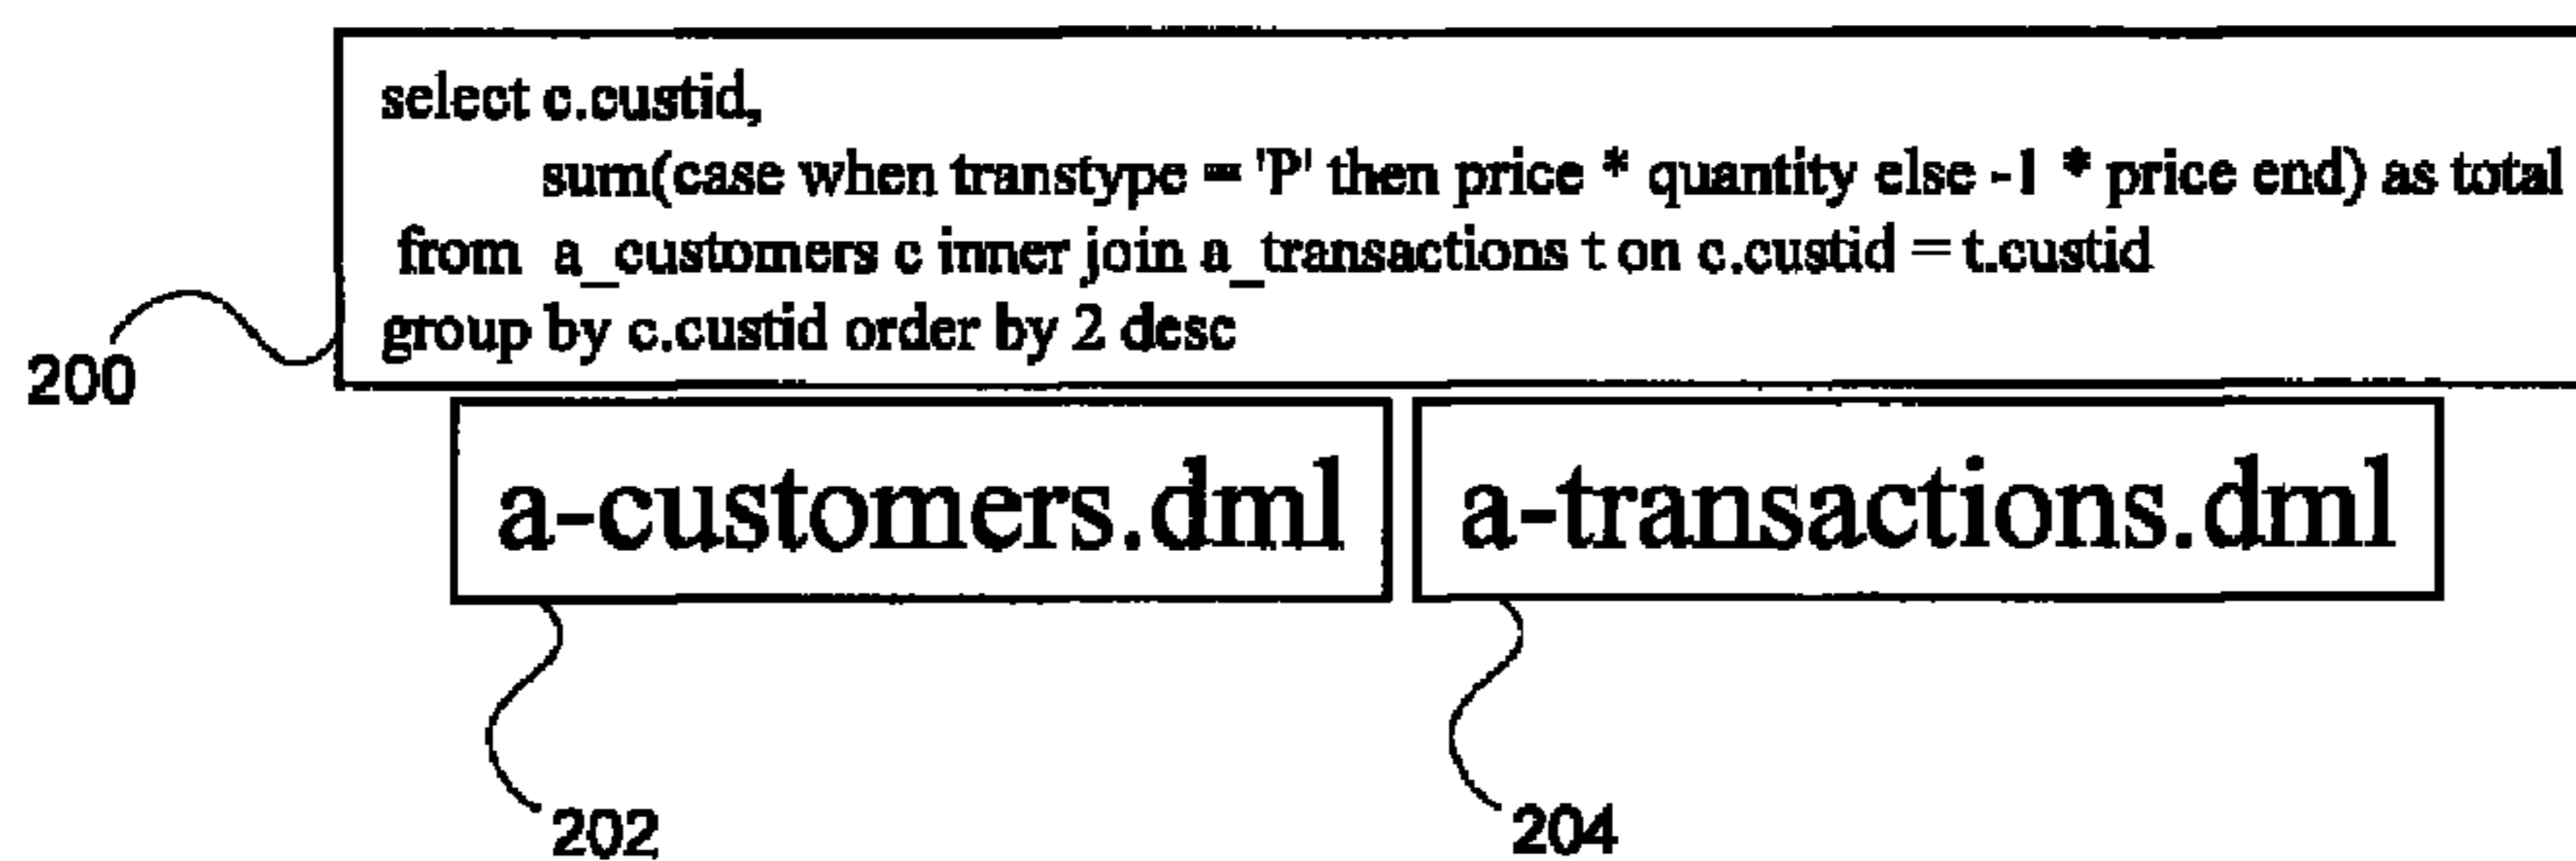 select c.custid,
sum(case when transtype = 'P' then price * quantity else -1 * price end) as total
from a_customers c inner join a_transactions t on c.custid = t.custid
group by c.custid order by 2 desc
200
a-customers.dml a-transactions.dml
202 204